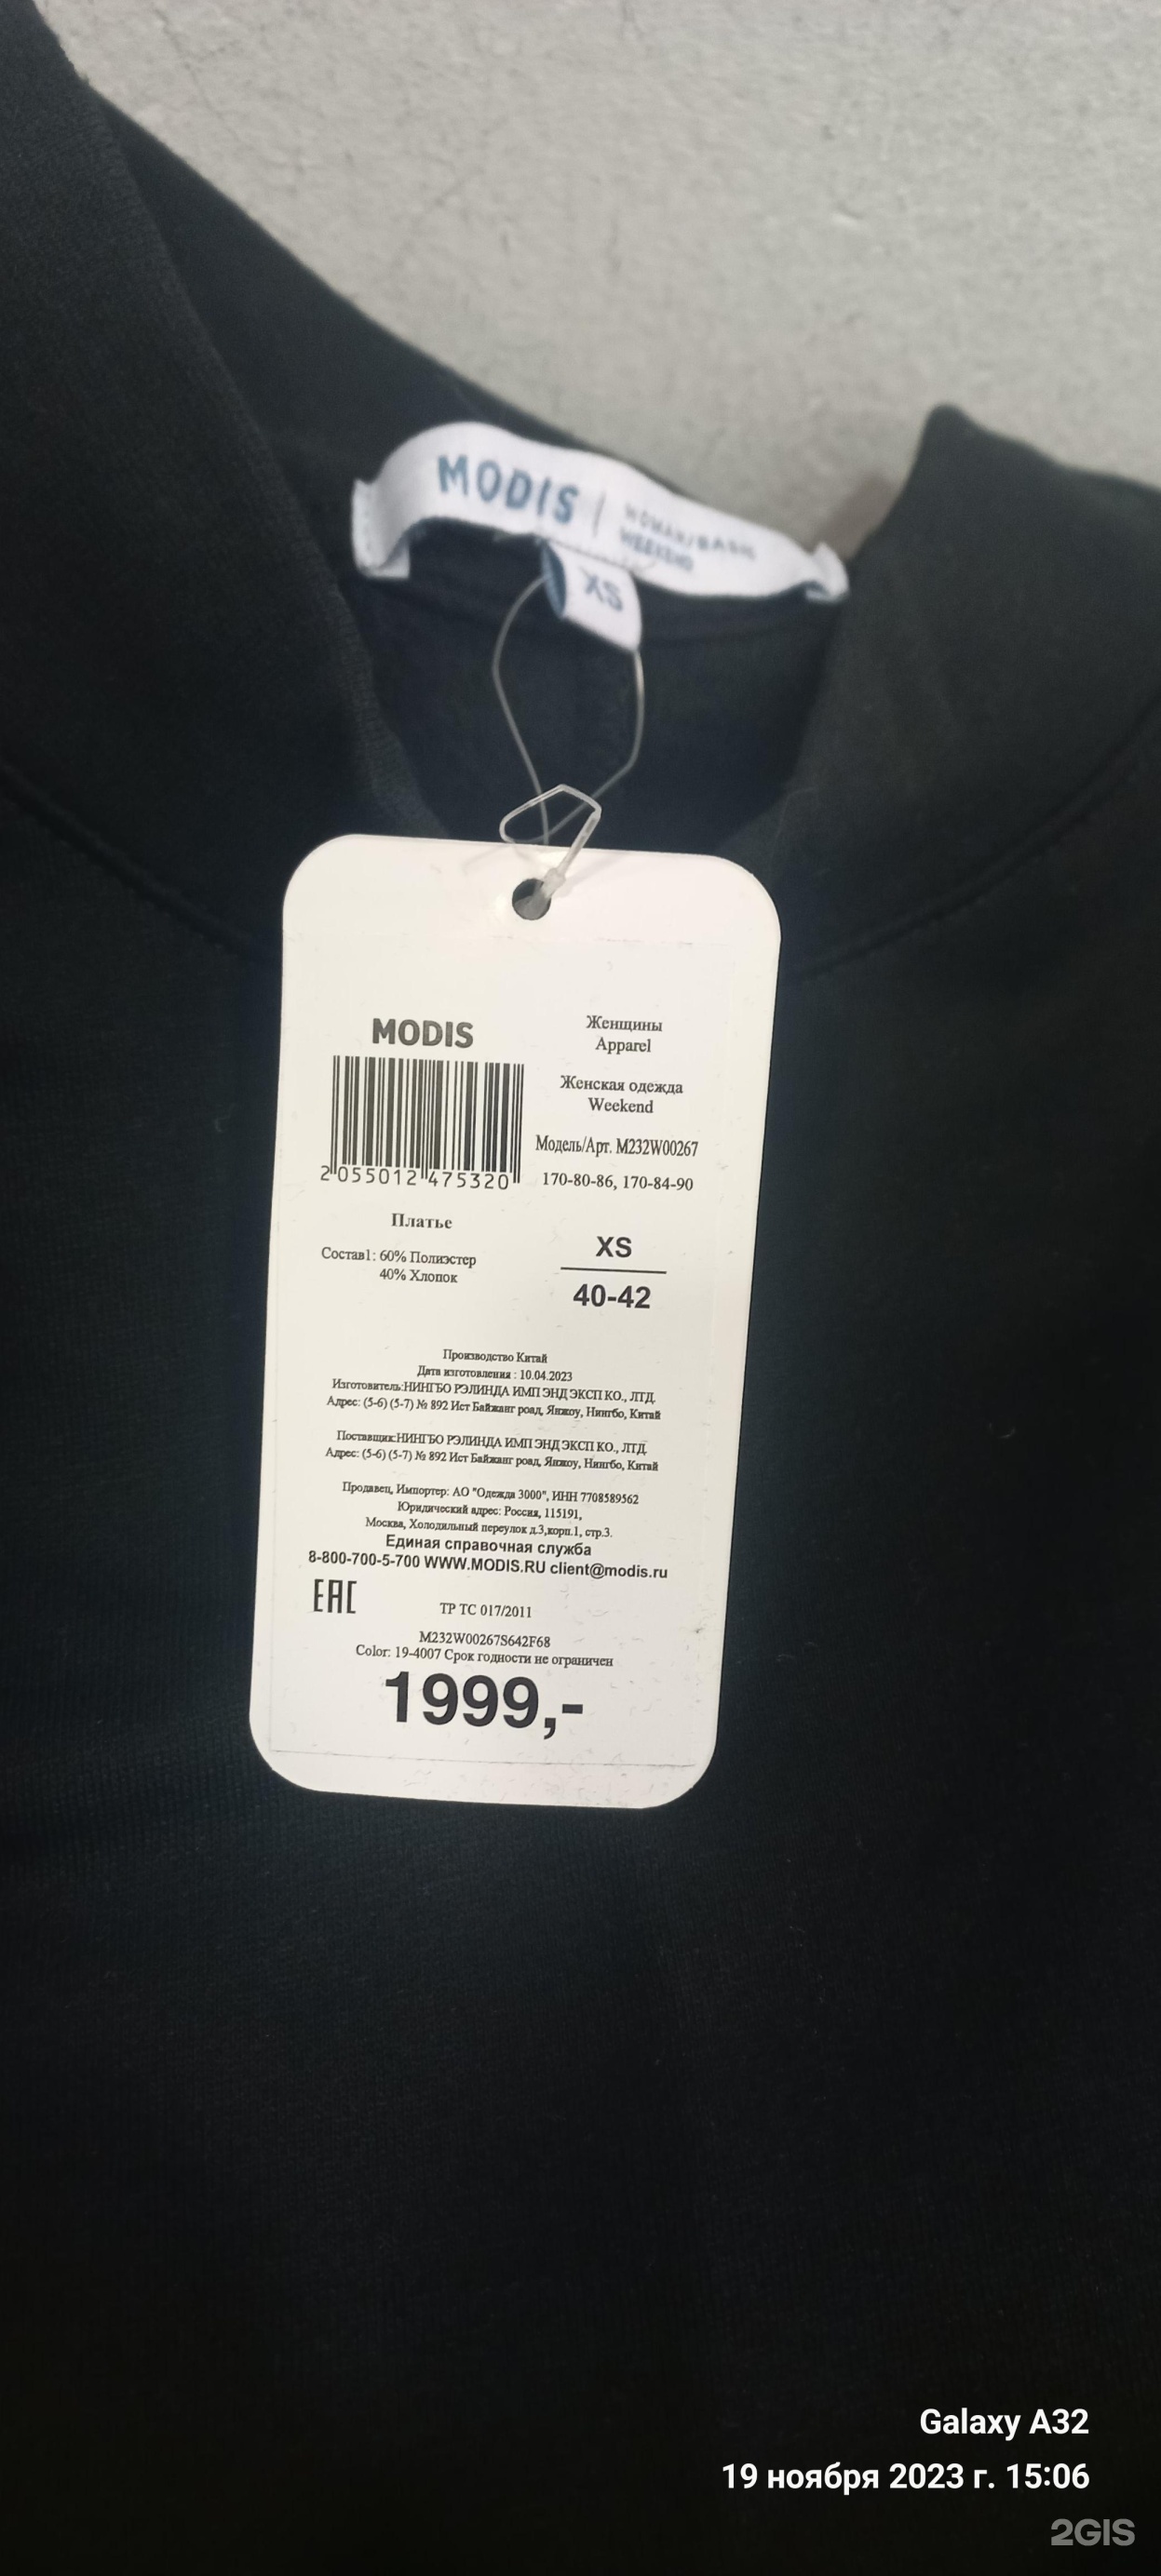 MODIS | WOMAN/BASIC
WEEKEND
XS
MODIS
2 055012 475320
Женщины
Apparel
Женская одежда
Weekend
Модель/Арт. M232W00267
170-80-86, 170-84-90
Платье
Состав1: 60% Полиэстер
40% Хлопок
XS
40-42
Производство Китай
Дата изготовления : 10.04.2023
Изготовитель:НИНГБО РЭЛИНДА ИМП ЭНД ЭКСП КО., ЛТД.
Адрес: (5-6) (5-7) № 892 Ист Байжанг роад, Янжоу, Нингбо, Китай
Поставщик:НИНГБО РЭЛИНДА ИМП ЭНД ЭКСП КО., ЛТД.
Адрес: (5-6) (5-7) № 892 Ист Байжанг роад, Янжоу, Нингбо, Китай
Продавец, Импортер: АО "Одежда 3000", ИНН 7708589562
Юридический адрес: Россия, 115191,
Москва, Холодильный переулок д.3,корп.1, стр.3.
Единая справочная служба
8-800-700-5-700 WWW.MODIS.RU client@modis.ru
EAC
ТР ТС 017/2011
M232W00267S642F68
Color: 19-4007 Срок годности не ограничен
1999,-
Galaxy A32
19 ноября 2023 г. 15:06
2GIS